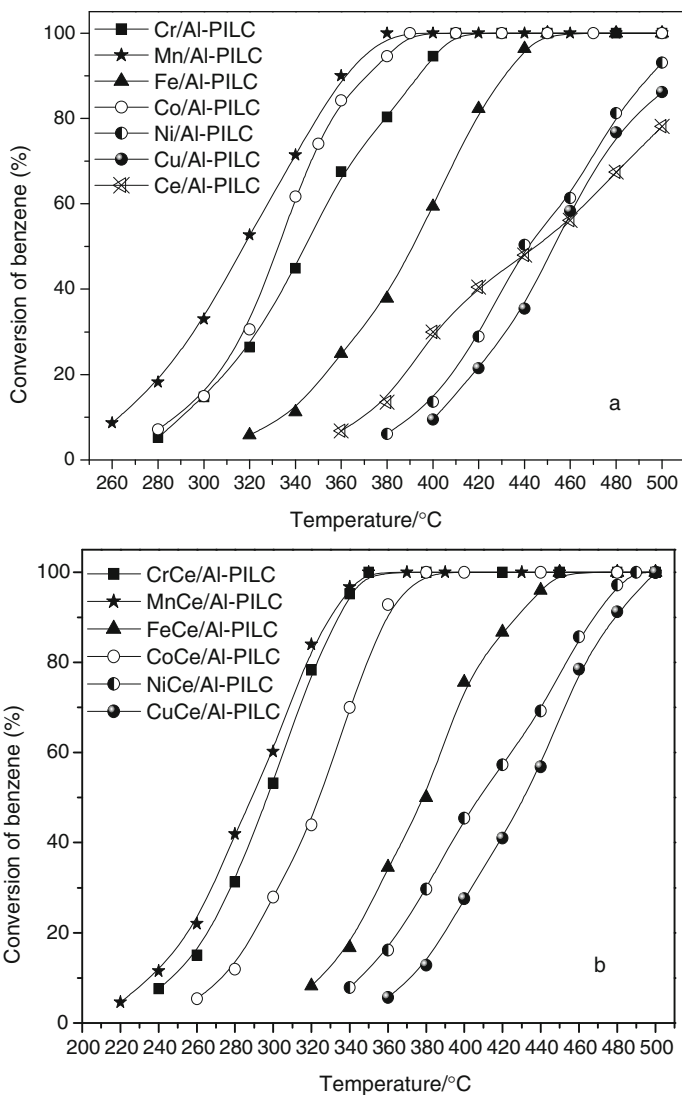 100
80
60
40
20
0
Conversion of benzene (%)
Cr/Al-PILC
Mn/Al-PILC
Fe/Al-PILC
Co/Al-PILC
Ni/Al-PILC
Cu/Al-PILC
Ce/Al-PILC
a
260 280 300 320 340 360 380 400 420 440 460 480 500
Temperature/°C
100
80
60
40
20
0
Conversion of benzene (%)
CrCe/Al-PILC
MnCe/Al-PILC
FeCe/Al-PILC
CoCe/Al-PILC
NiCe/Al-PILC
CuCe/Al-PILC
b
200 220 240 260 280 300 320 340 360 380 400 420 440 460 480 500
Temperature/°C